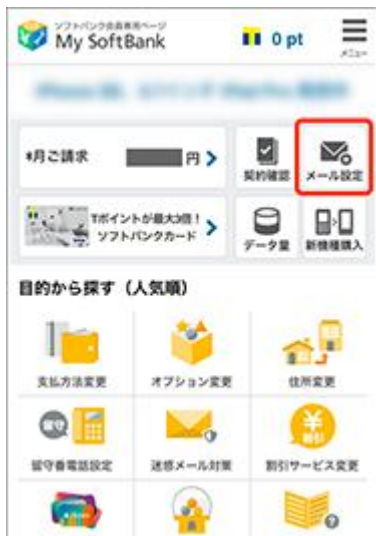 ソフトバンク会員専用ページ
My SoftBank
0 pt
メニュー
*月ご請求
円
契約確認
メール設定
Tポイントが最大3倍!
ソフトバンクカード
データ量
新機種購入
目的から探す(人気順)
支払方法変更
オプション変更
住所変更
留守
¥
割引
留守番電話設定
迷惑メール対策
割引サービス変更
?